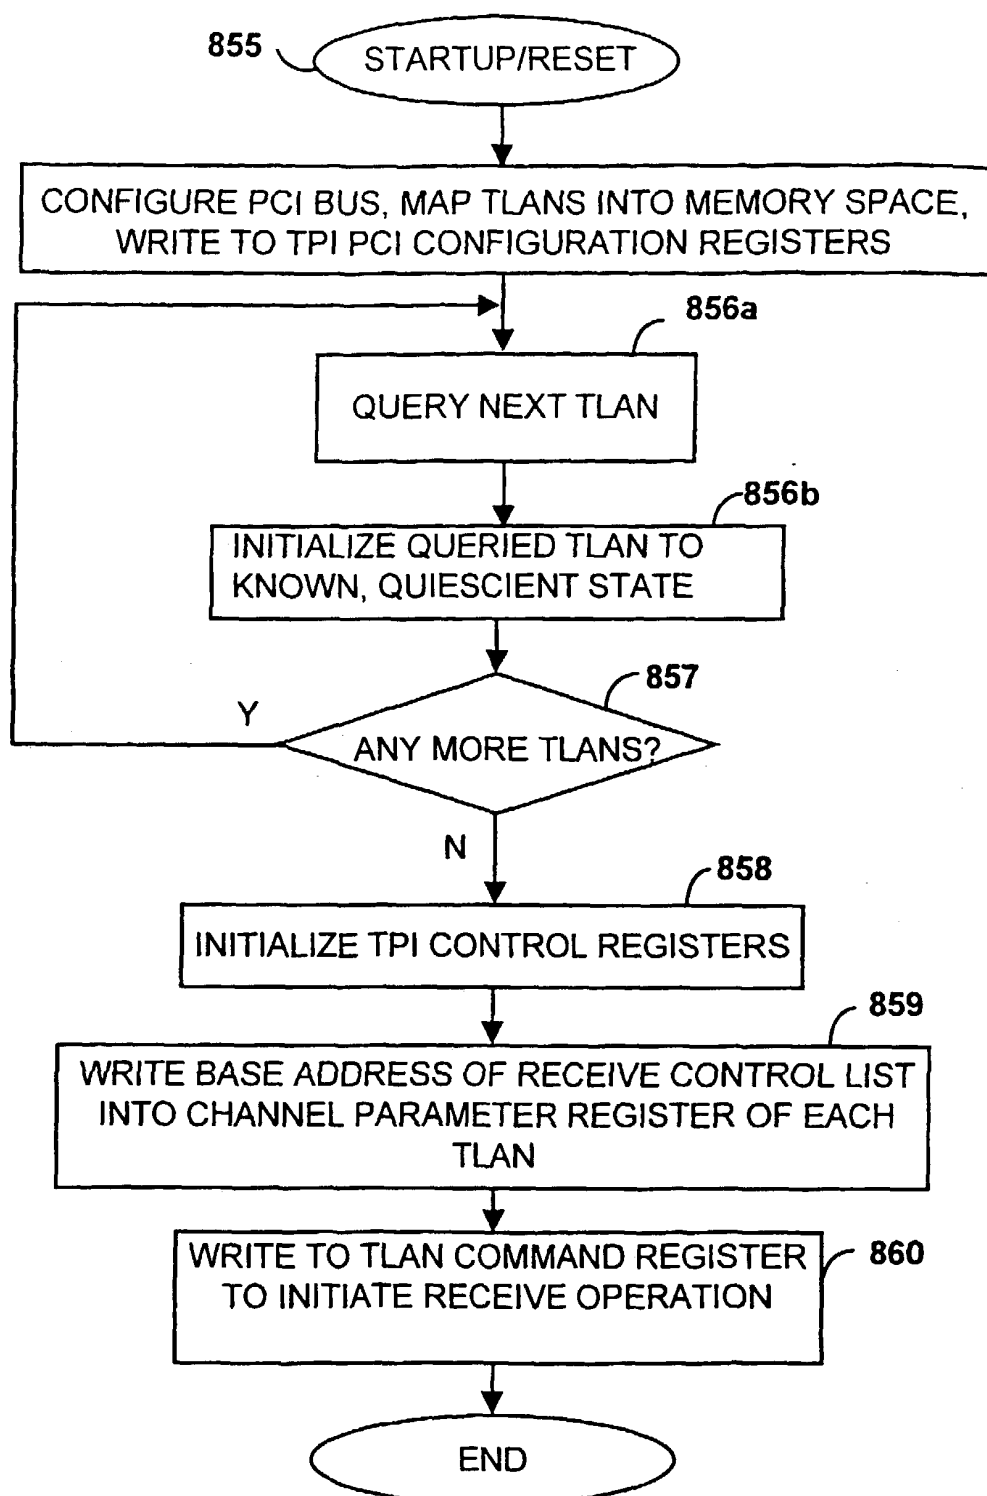 855
STARTUP/RESET
CONFIGURE PCI BUS, MAP TLANS INTO MEMORY SPACE,
WRITE TO TPI PCI CONFIGURATION REGISTERS
856a
QUERY NEXT TLAN
856b
INITIALIZE QUERIED TLAN TO
KNOWN, QUIESCIENT STATE
857
Y
ANY MORE TLANS?
N
858
INITIALIZE TPI CONTROL REGISTERS
859
WRITE BASE ADDRESS OF RECEIVE CONTROL LIST
INTO CHANNEL PARAMETER REGISTER OF EACH
TLAN
WRITE TO TLAN COMMAND REGISTER
860
TO INITIATE RECEIVE OPERATION
END